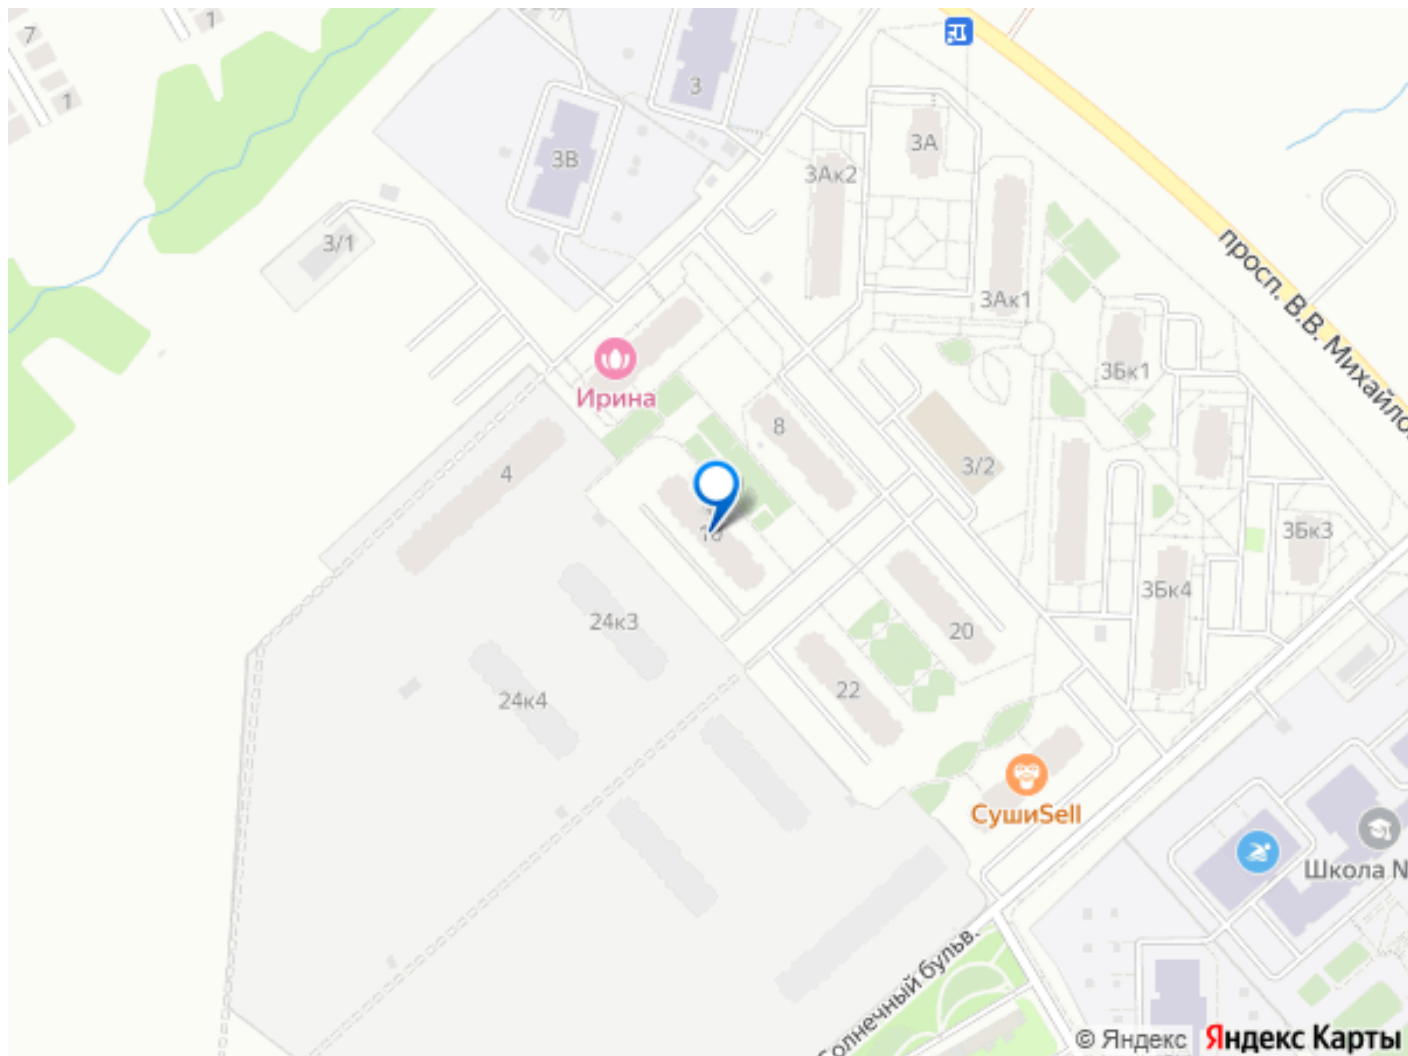 7
1
1
3
3В
3А
3Ак2
3/1
просп. В.В. Михайло
3Ак1
3Бк1
Ирина
8
4
3/2
3Бк3
3Бк4
24к3
20
22
24к4
СушиSell
Школа N
Солнечный бульв.
© Яндекс Яндекс Карты